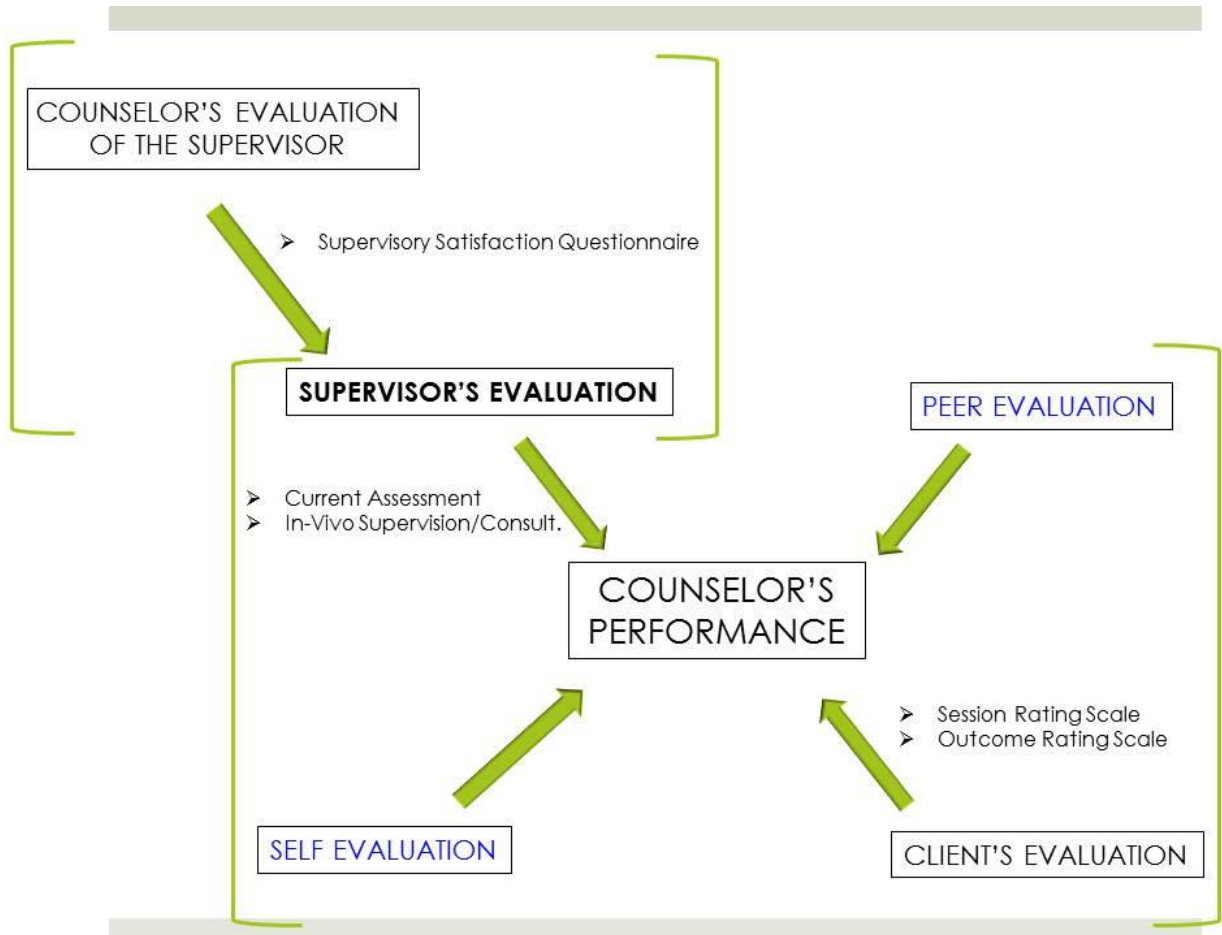 COUNSELOR'S EVALUATION
OF THE SUPERVISOR
➢ Supervisory Satisfaction Questionnaire
SUPERVISOR'S EVALUATION
PEER EVALUATION
➢ Current Assessment
➢ In-Vivo Supervision/Consult.
COUNSELOR'S
PERFORMANCE
➢ Session Rating Scale
➢ Outcome Rating Scale
SELF EVALUATION
CLIENT'S EVALUATION